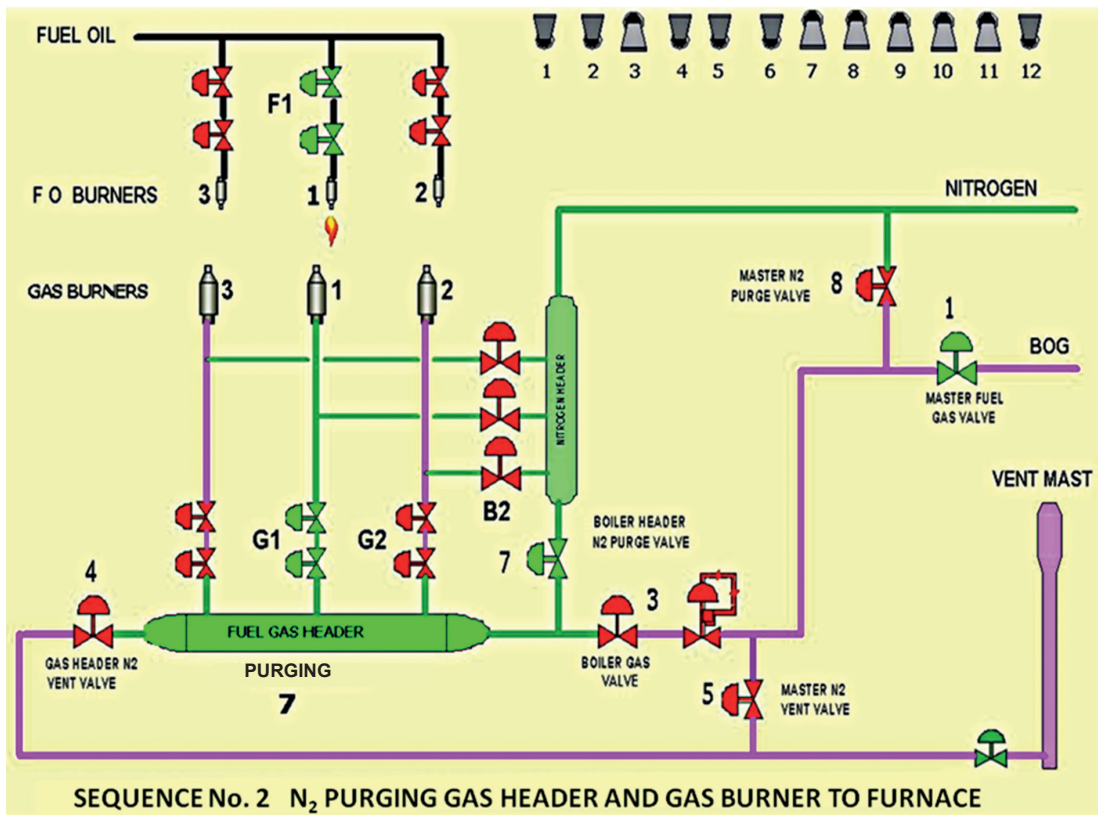 FUEL OIL
1 2 3 4 5 6 7 8 9 10 11 12
F1
F O BURNERS
3 1 2
NITROGEN
GAS BURNERS
3 1 2
MASTER N2
PURGE VALVE
8
1
BOG
MASTER FUEL
GAS VALVE
NITROGEN HEADER
VENT MAST
B2
G1
G2
BOILER HEADER
N2 PURGE VALVE
7
4
3
FUEL GAS HEADER
GAS HEADER N2
VENT VALVE
PURGING
7
BOILER GAS
VALVE
5
MASTER N2
VENT VALVE
SEQUENCE No. 2 N₂ PURGING GAS HEADER AND GAS BURNER TO FURNACE